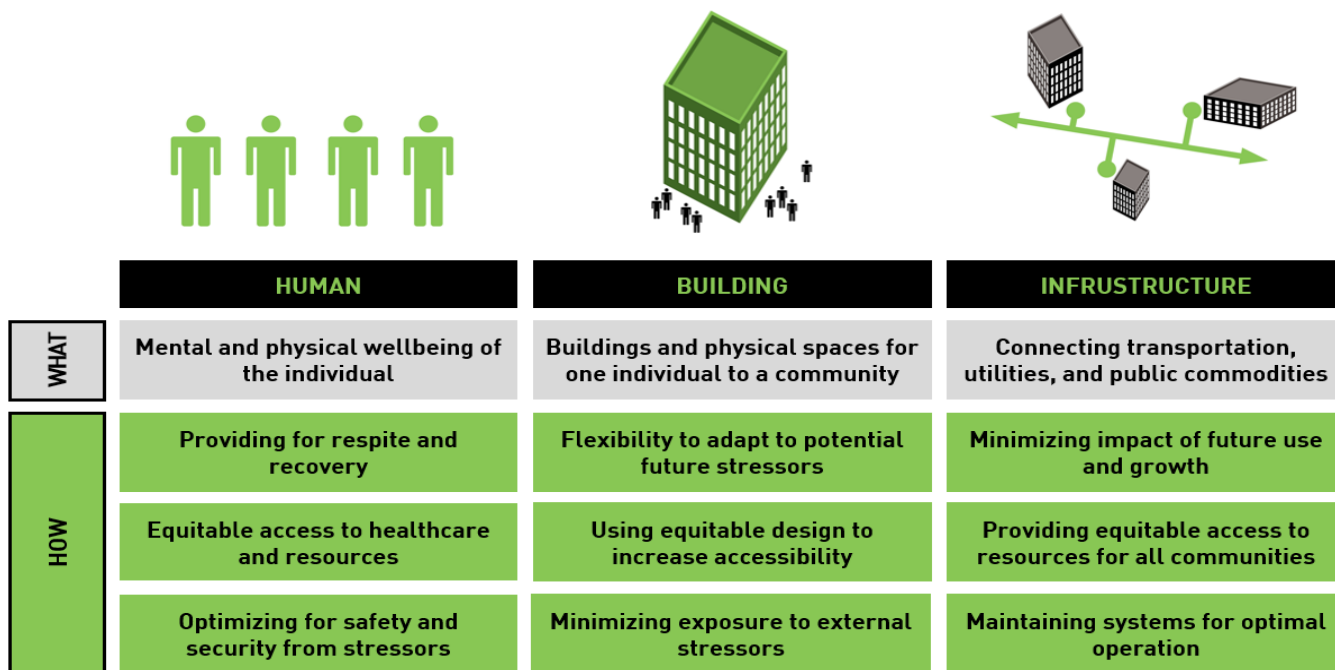 HUMAN
BUILDING
INFRUSTRUCTURE
WHAT
Mental and physical wellbeing of
the individual
Buildings and physical spaces for
one individual to a community
Connecting transportation,
utilities, and public commodities
HOW
Providing for respite and
recovery
Flexibility to adapt to potential
future stressors
Minimizing impact of future use
and growth
Equitable access to healthcare
and resources
Using equitable design to
increase accessibility
Providing equitable access to
resources for all communities
Optimizing for safety and
security from stressors
Minimizing exposure to external
stressors
Maintaining systems for optimal
operation